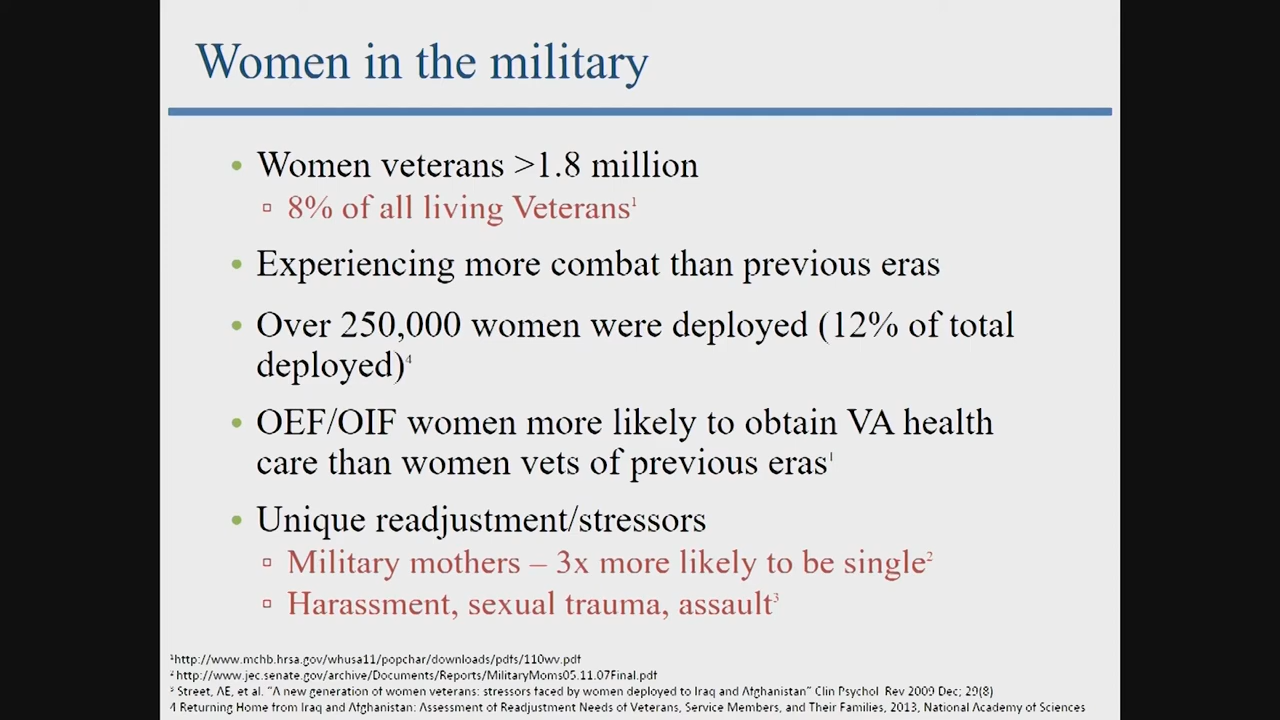 Women in the military
• Women veterans >1.8 million
▫ 8% of all living Veterans¹
• Experiencing more combat than previous eras
• Over 250,000 women were deployed (12% of total
deployed)⁴
• OEF/OIF women more likely to obtain VA health
care than women vets of previous eras¹
• Unique readjustment/stressors
▫ Military mothers – 3x more likely to be single²
▫ Harassment, sexual trauma, assault³
¹http://www.mchb.hrsa.gov/whusa11/popchar/downloads/pdfs/110wv.pdf
² http://www.jec.senate.gov/archive/Documents/Reports/MilitaryMoms05.11.07Final.pdf
³ Street, AE, et al. “A new generation of women veterans: stressors faced by women deployed to Iraq and Afghanistan” Clin Psychol Rev 2009 Dec; 29(8)
4 Returning Home from Iraq and Afghanistan: Assessment of Readjustment Needs of Veterans, Service Members, and Their Families, 2013, National Academy of Sciences